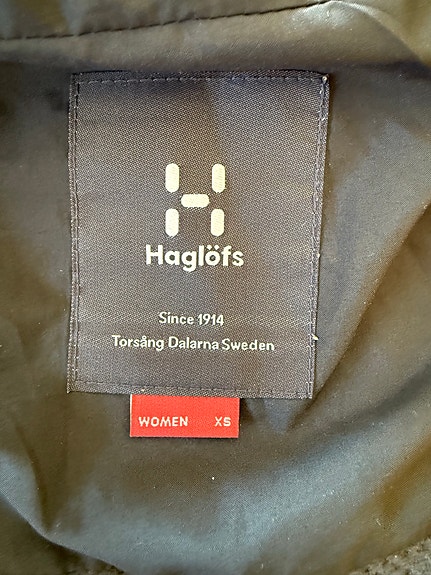 Haglöfs
Since 1914
Torsång Dalarna Sweden
WOMEN XS